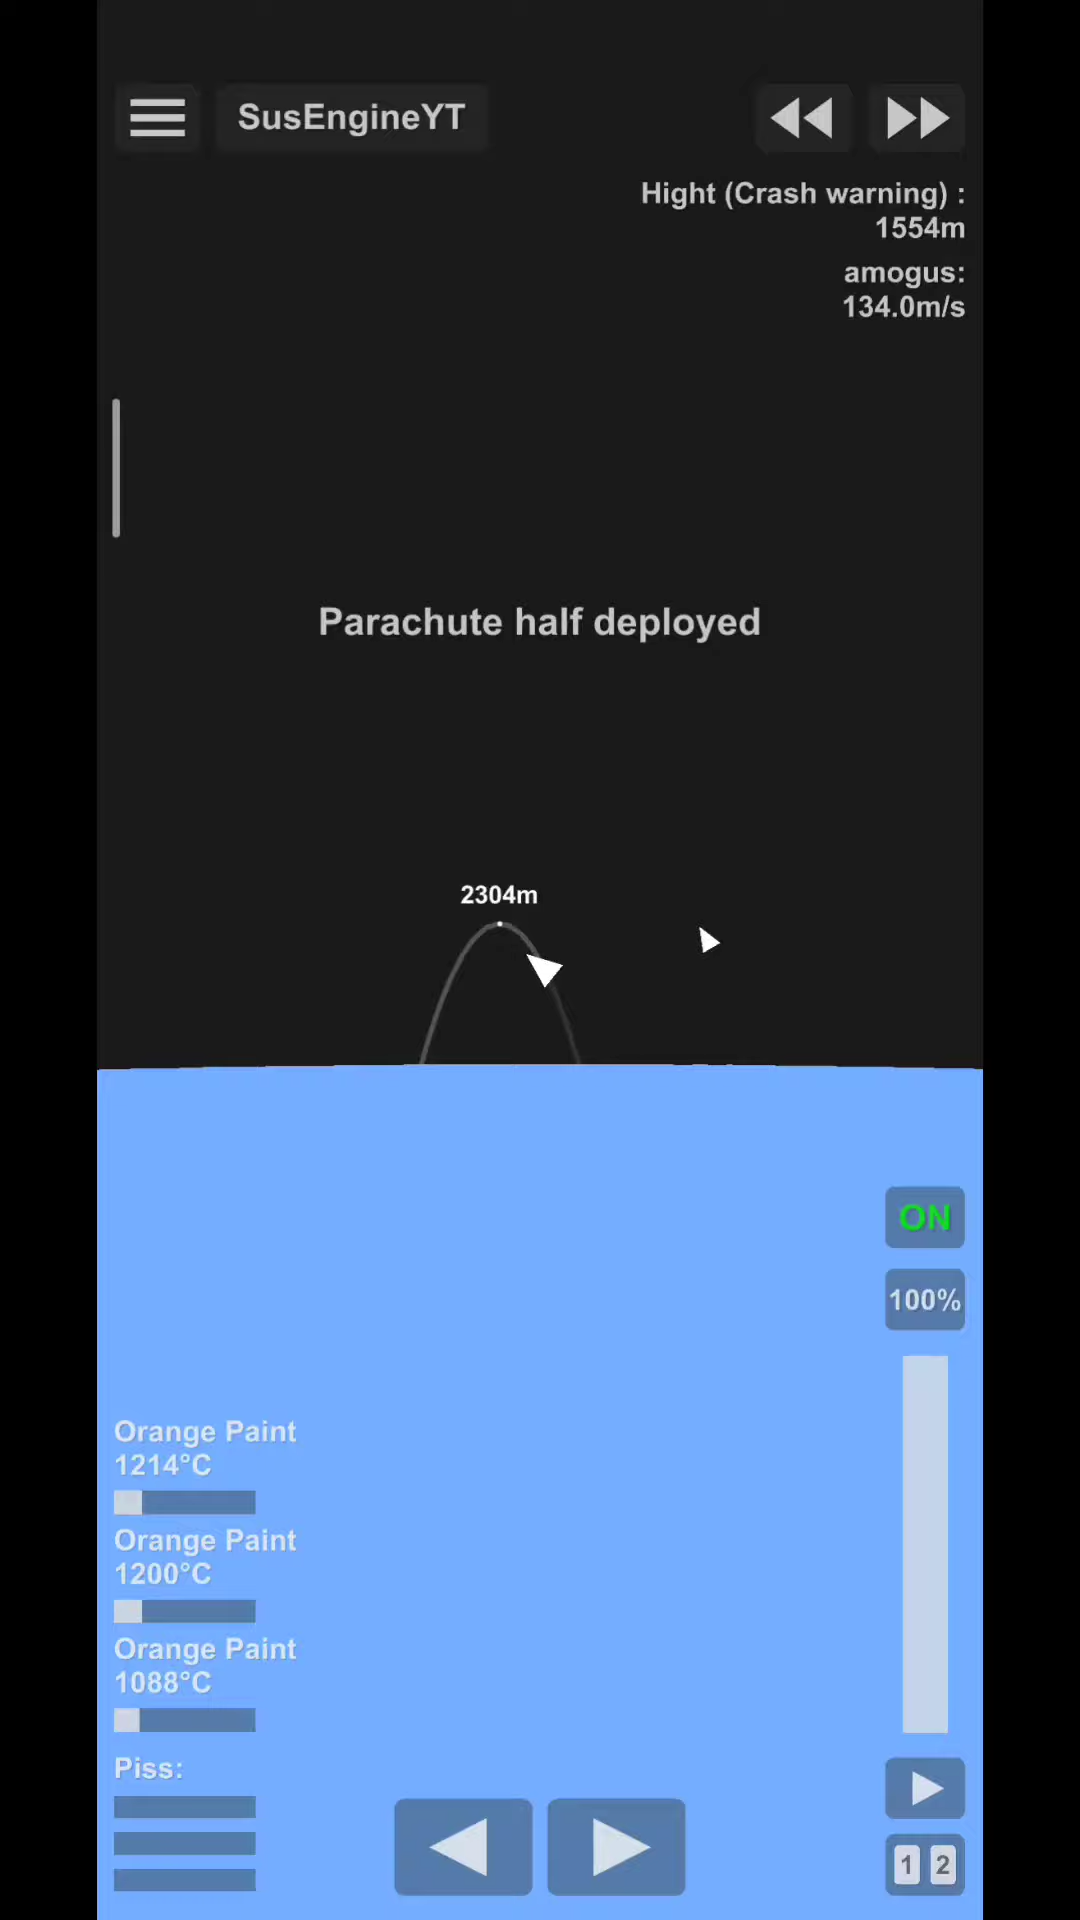 SusEngineYT
Hight (Crash warning) :
1554m
amogus:
134.0m/s
Parachute half deployed
2304m
ON
100%
Orange Paint
1214°C
Orange Paint
1200°C
Orange Paint
1088°C
Piss:
1 2